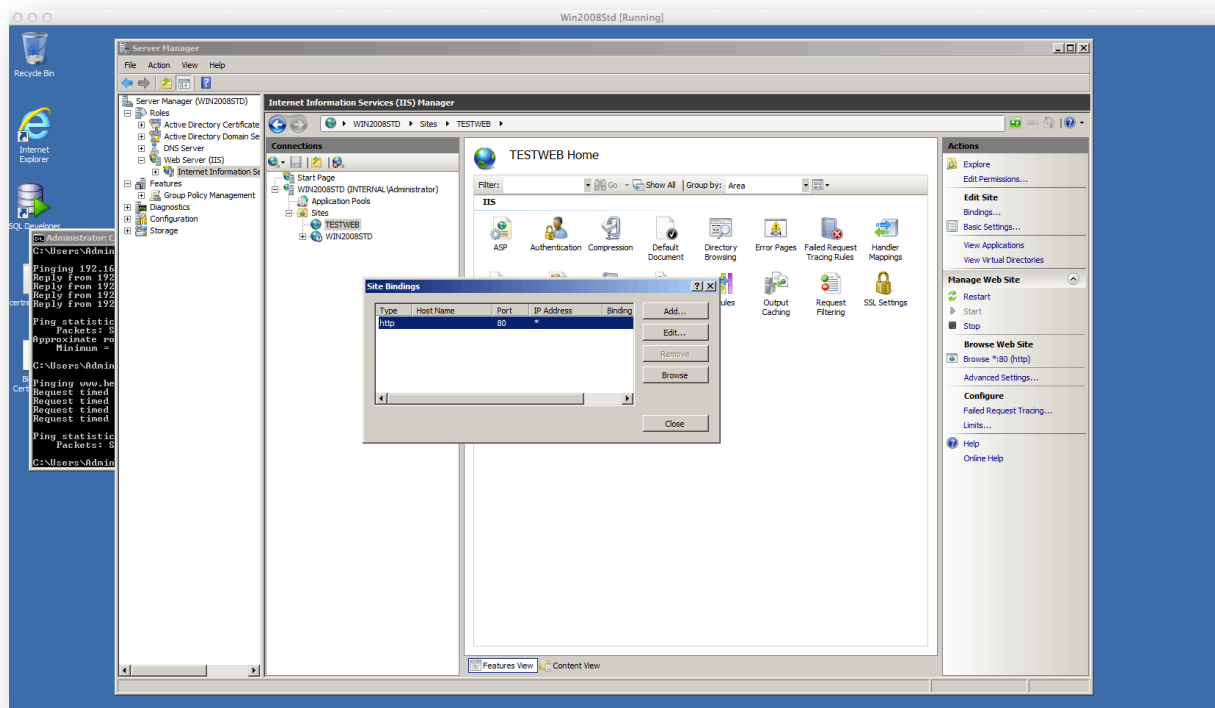 Win2008Std [Running]
Recycle Bin
Internet
Explorer
SQL Developer
Administrator: C
C:\Users\Admin
Pinging 192.16
Reply from 192
Reply from 192
Reply from 192
Reply from 192
Ping statistic
Packets: S
Approximate ro
Minimum =
C:\Users\Admin
Pinging www.he
Request timed
Request timed
Request timed
Request timed
Ping statistic
Packets: S
C:\Users\Admin
Server Manager
File Action View Help
Server Manager (WIN2008STD)
Roles
Active Directory Certificate
Active Directory Domain Se
DNS Server
Web Server (IIS)
Internet Information Se
Features
Group Policy Management
Diagnostics
Configuration
Storage
Internet Information Services (IIS) Manager
WIN2008STD Sites TESTWEB
Connections
Start Page
WIN2008STD (INTERNAL\Administrator)
Application Pools
Sites
TESTWEB
WIN2008STD
TESTWEB Home
Filter: Go Show All Group by: Area
IIS
ASP
Authentication
Compression
Default
Document
Directory
Browsing
Error Pages
Failed Request
Tracing Rules
Handler
Mappings
Output
Caching
Request
Filtering
SSL Settings
Site Bindings
Type Host Name Port IP Address Binding
http 80 *
Add...
Edit...
Remove
Browse
Close
Features View Content View
Actions
Explore
Edit Permissions...
Edit Site
Bindings...
Basic Settings...
View Applications
View Virtual Directories
Manage Web Site
Restart
Start
Stop
Browse Web Site
Browse *:80 (http)
Advanced Settings...
Configure
Failed Request Tracing...
Limits...
Help
Online Help